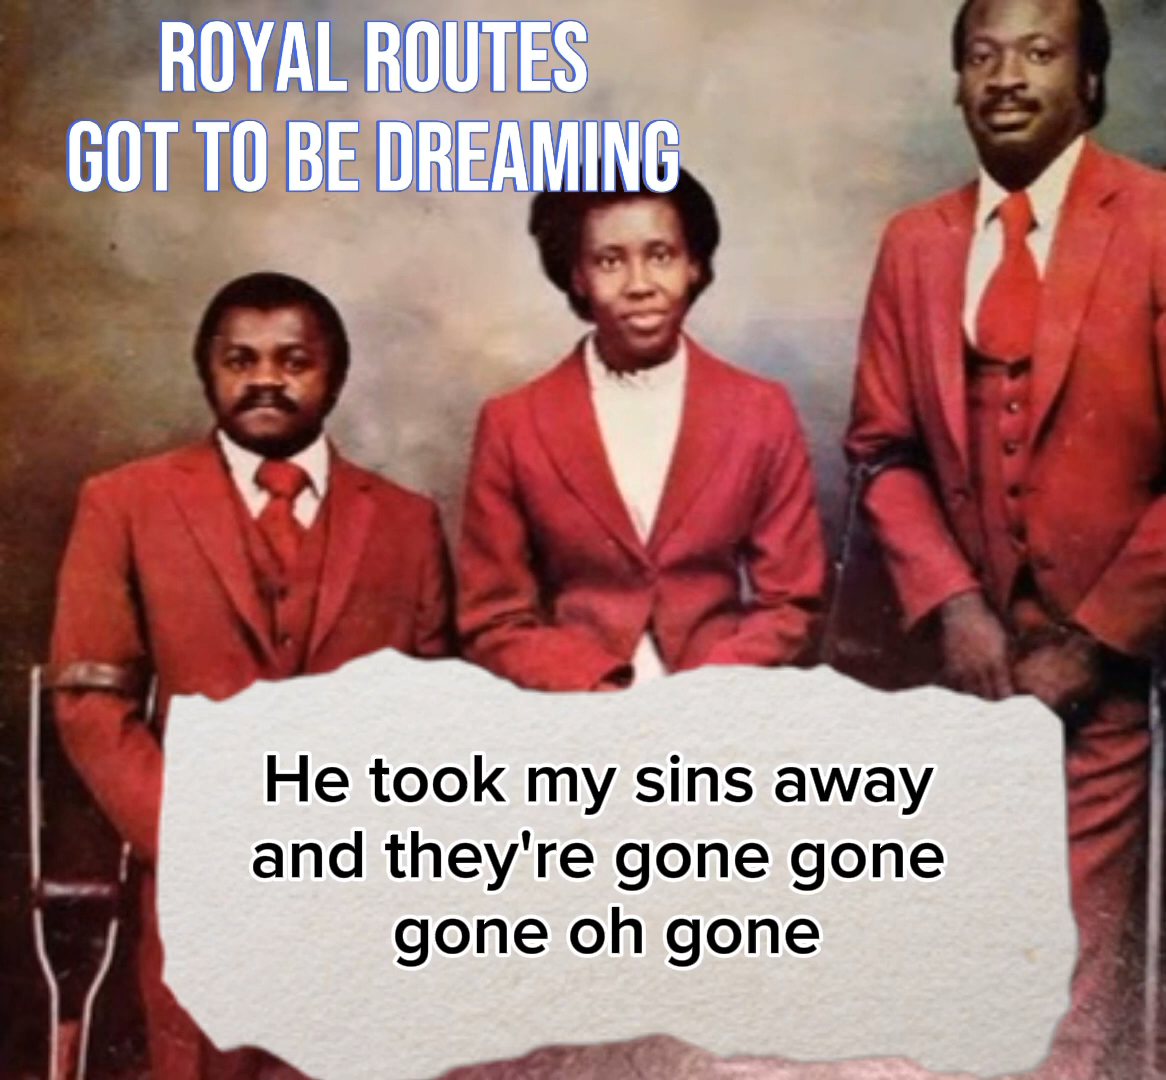 ROYAL ROUTES
GOT TO BE DREAMING
He took my sins away
and they're gone gone
gone oh gone